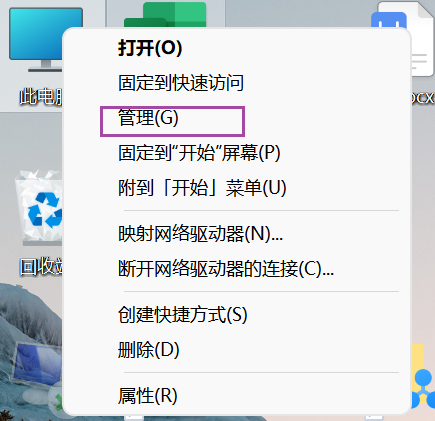 打开(O)
固定到快速访问
管理(G)
固定到“开始”屏幕(P)
附到「开始」菜单(U)
映射网络驱动器(N)...
断开网络驱动器的连接(C)...
创建快捷方式(S)
删除(D)
属性(R)
此电脑
回收站